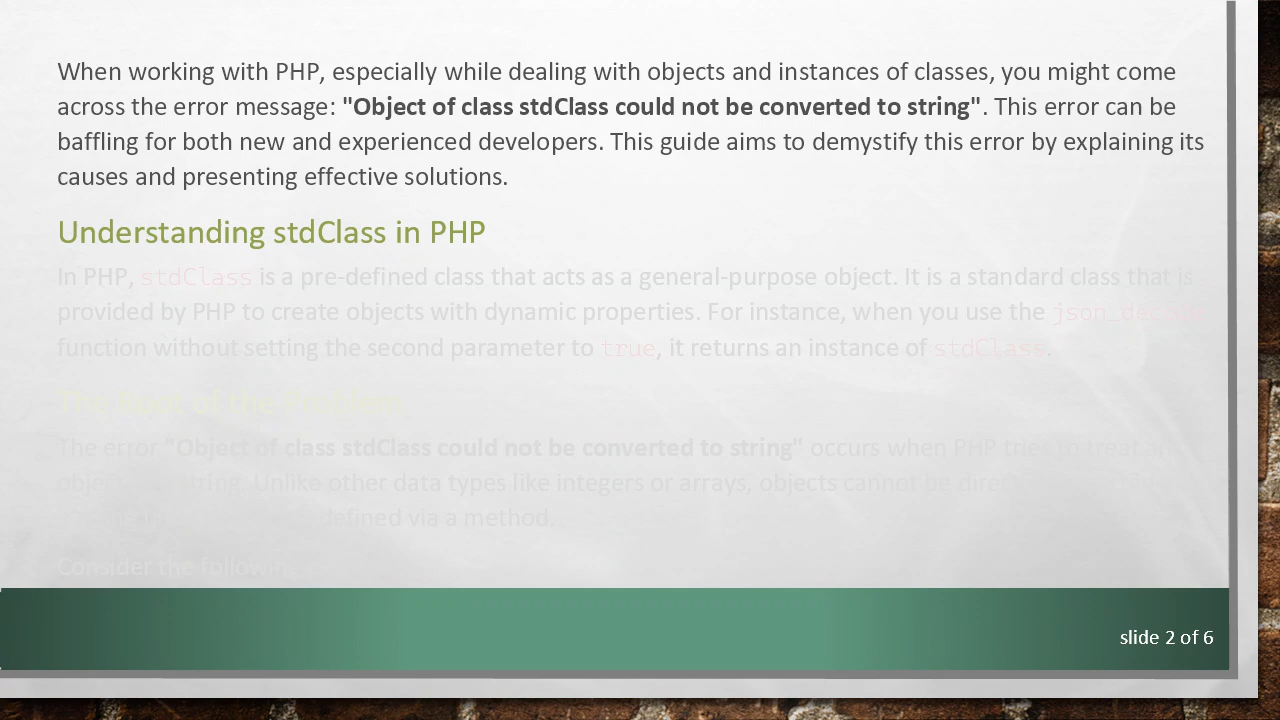 When working with PHP, especially while dealing with objects and instances of classes, you might come
across the error message: "Object of class stdClass could not be converted to string". This error can be
baffling for both new and experienced developers. This guide aims to demystify this error by explaining its
causes and presenting effective solutions.
Understanding stdClass in PHP
In PHP, stdClass is a pre-defined class that acts as a general-purpose object. It is a standard class that is
provided by PHP to create objects with dynamic properties. For instance, when you use the json_decode
function without setting the second parameter to true, it returns an instance of stdClass.
The Root of the Problem
The error "Object of class stdClass could not be converted to string" occurs when PHP tries to treat an
string. Unlike other data types like integers or arrays, objects cannot be
defined via a method.
Consider the
slide 2 of 6